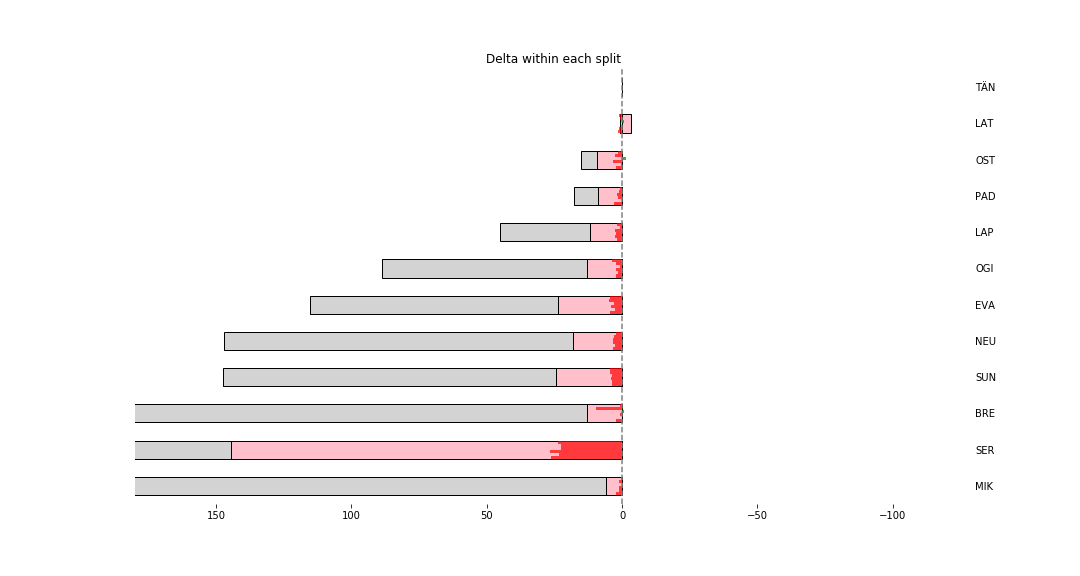 Delta within each split
TÄN
LAT
OST
PAD
LAP
OGI
EVA
NEU
SUN
BRE
SER
MIK
150 100 50 0 −50 −100